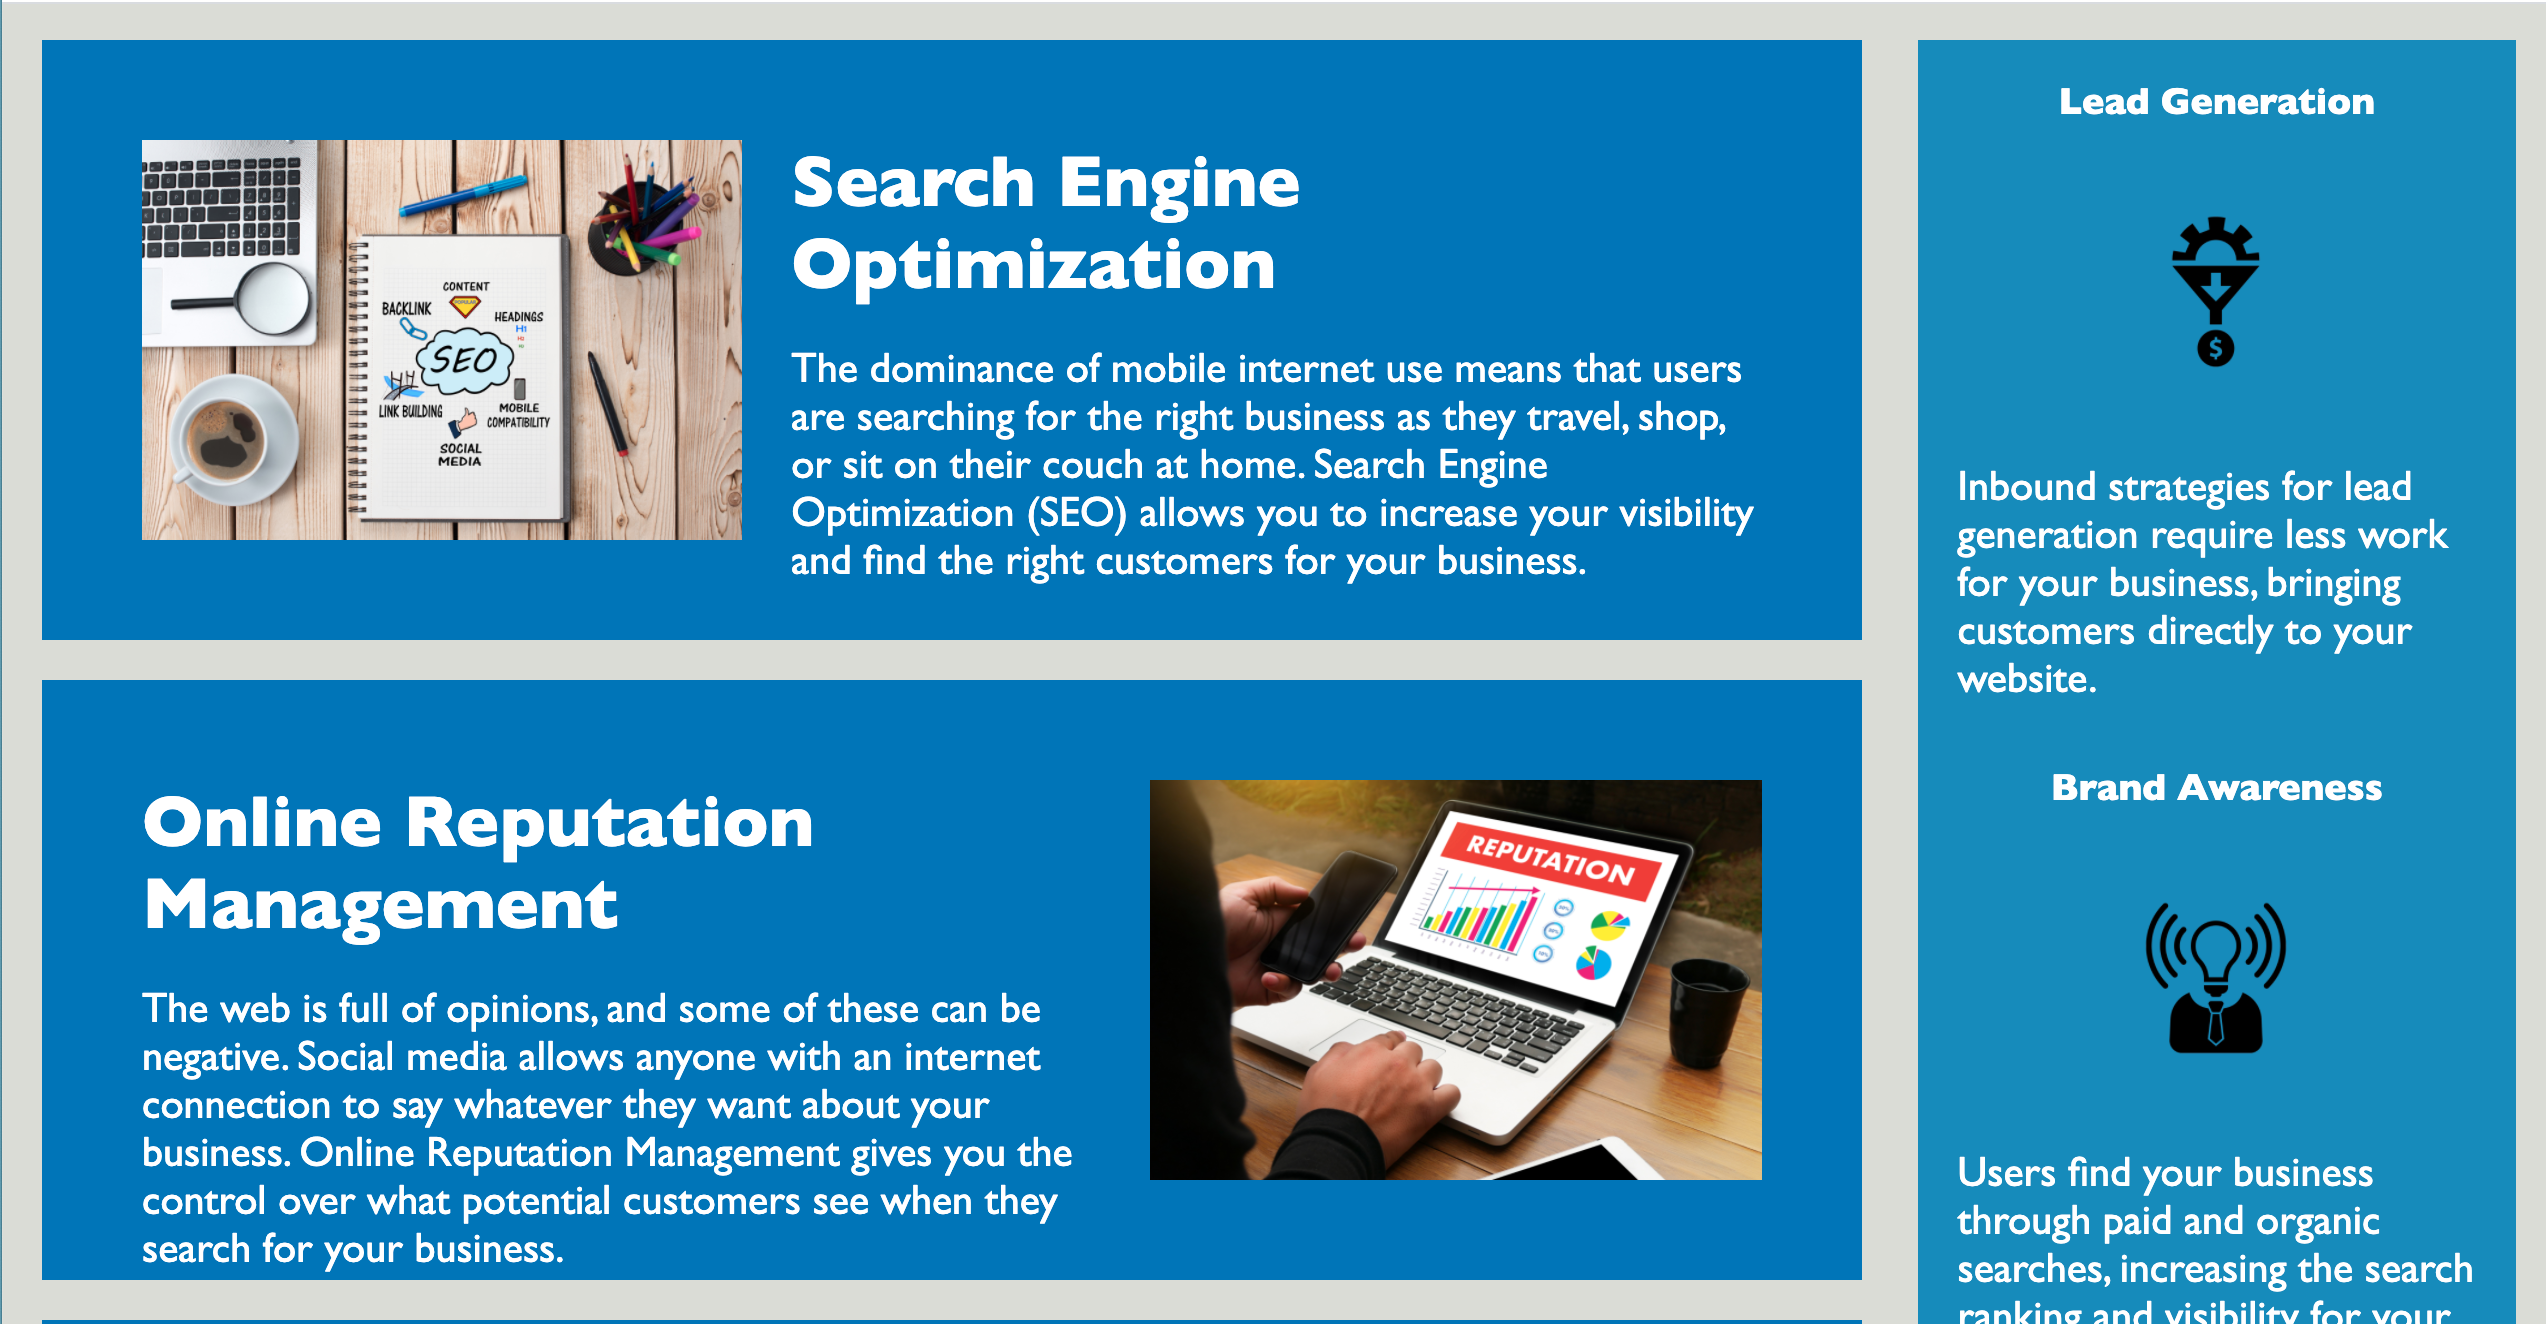 Search Engine
Optimization
The dominance of mobile internet use means that users
are searching for the right business as they travel, shop,
or sit on their couch at home. Search Engine
Optimization (SEO) allows you to increase your visibility
and find the right customers for your business.
CONTENT
POPULAR
BACKLINK
HEADINGS
H1
H2
SEO
LINK BUILDING
MOBILE
COMPATIBILITY
SOCIAL
MEDIA
Online Reputation
Management
The web is full of opinions, and some of these can be
negative. Social media allows anyone with an internet
connection to say whatever they want about your
business. Online Reputation Management gives you the
control over what potential customers see when they
search for your business.
REPUTATION
Lead Generation
$
Inbound strategies for lead
generation require less work
for your business, bringing
customers directly to your
website.
Brand Awareness
Users find your business
through paid and organic
searches, increasing the search
ranking and visibility for your